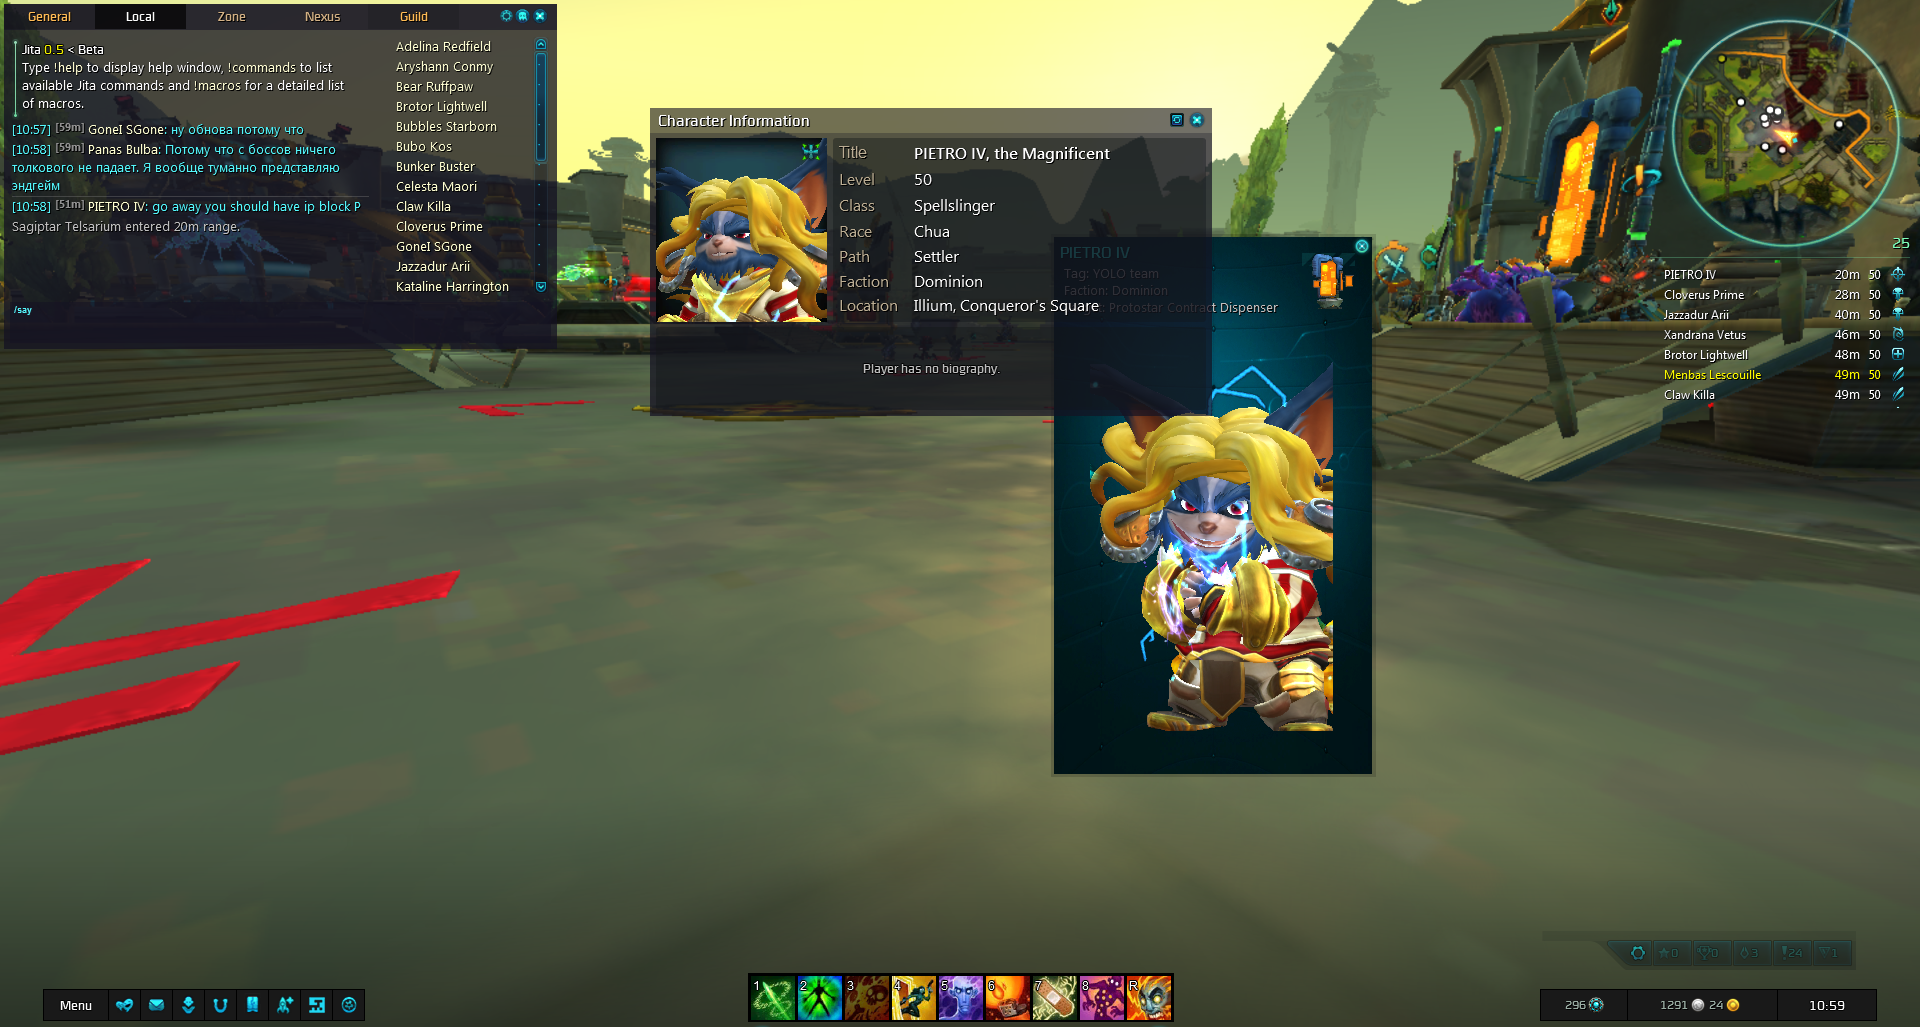 General Local Zone Nexus Guild
Jita 0.5 < Beta
Type !help to display help window, !commands to list
available Jita commands and !macros for a detailed list
of macros.
[10:57] [59m] GoneI SGone: ну обнова потому что
[10:58] [59m] Panas Bulba: Потому что с боссов ничего
толкового не падает. Я вообще туманно представляю
эндгейм
[10:58] [51m] PIETRO IV: go away you should have ip block P
Sagiptar Telsarium entered 20m range.
/say
Adelina Redfield
Aryshann Conmy
Bear Ruffpaw
Brotor Lightwell
Bubbles Starborn
Bubo Kos
Bunker Buster
Celesta Maori
Claw Killa
Cloverus Prime
GoneI SGone
Jazzadur Arii
Kataline Harrington
Character Information
Title PIETRO IV, the Magnificent
Level 50
Class Spellslinger
Race Chua
Path Settler
Faction Dominion
Location Illium, Conqueror's Square
Player has no biography.
PIETRO IV
Tag: YOLO team
Faction: Dominion
Protostar Contract Dispenser
25
PIETRO IV 20m 50
Cloverus Prime 28m 50
Jazzadur Arii 40m 50
Xandrana Vetus 46m 50
Brotor Lightwell 48m 50
Menbas Lescouille 49m 50
Claw Killa 49m 50
Menu
1 2 3 4 5 6 7 8 R
0 0 3 24 1
296 1291 24 10:59